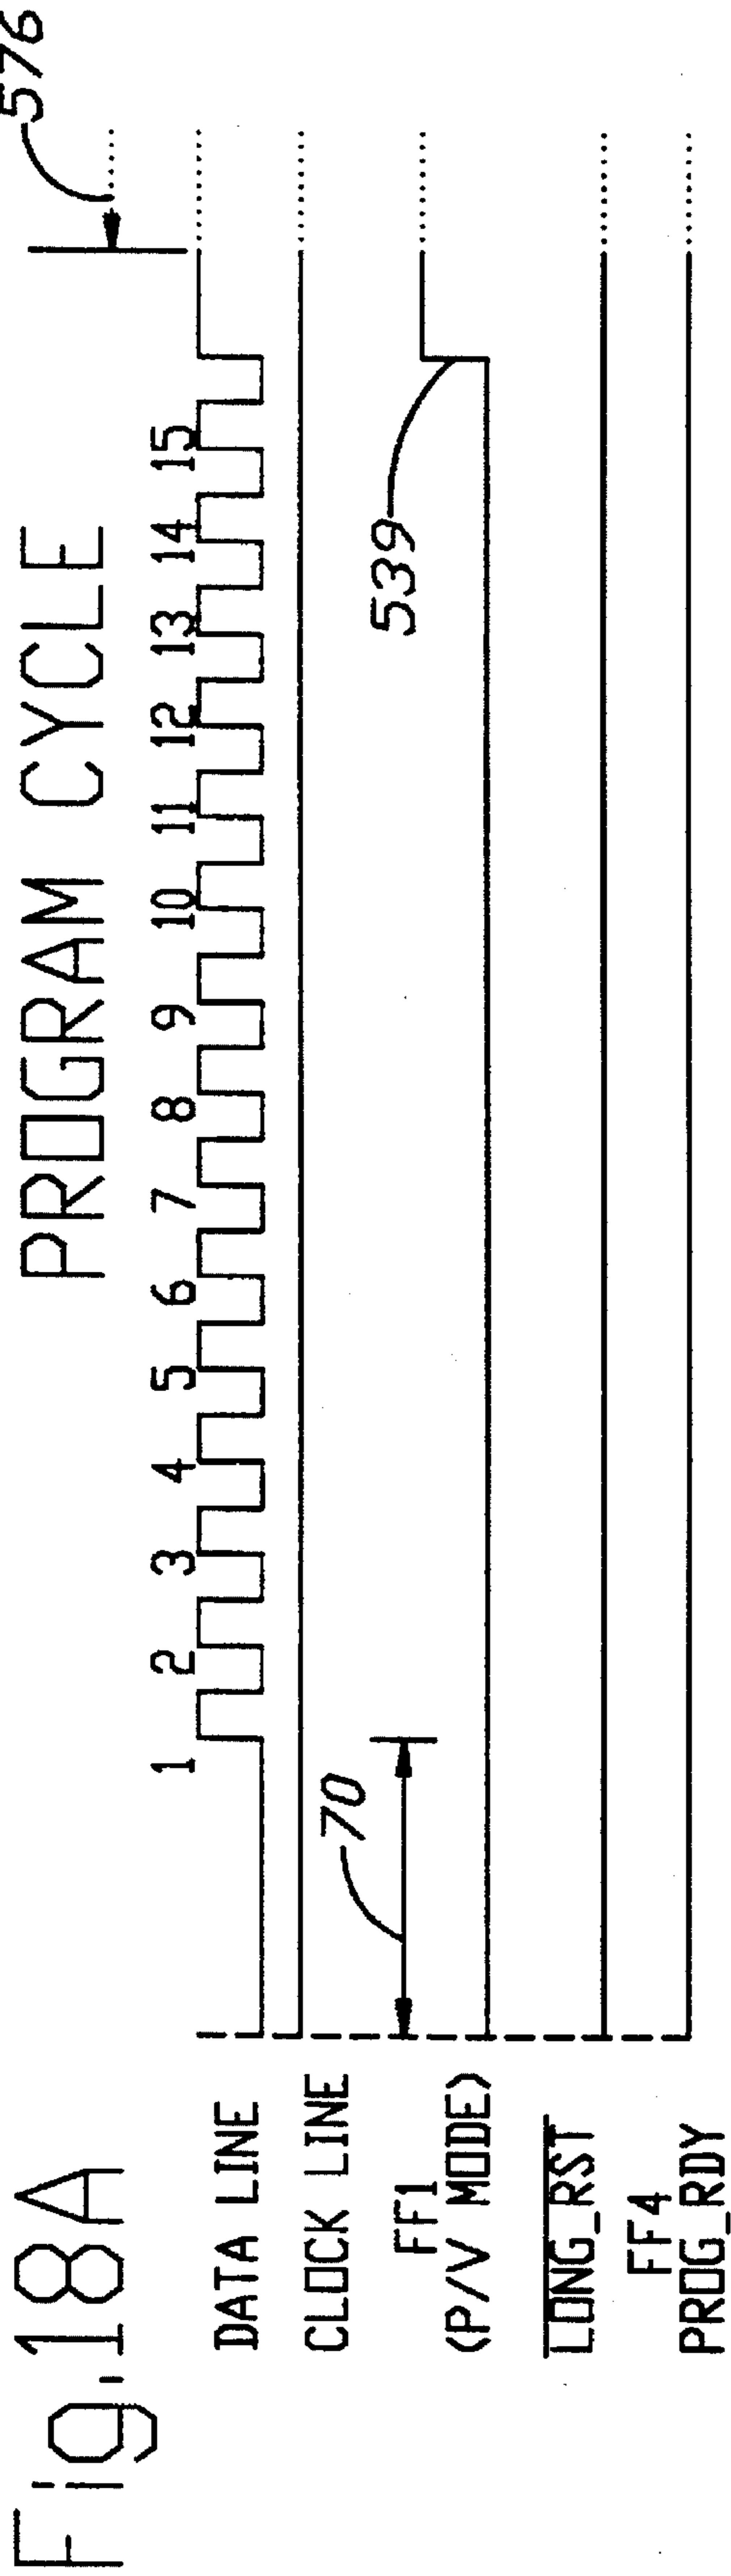 Fig.18A
PROGRAM CYCLE
576
1 2 3 4 5 6 7 8 9 10 11 12 13 14 15
DATA LINE
CLOCK LINE
70
539
FF1
(P/V MODE)
LONG_RST
FF4
PROG_RDY